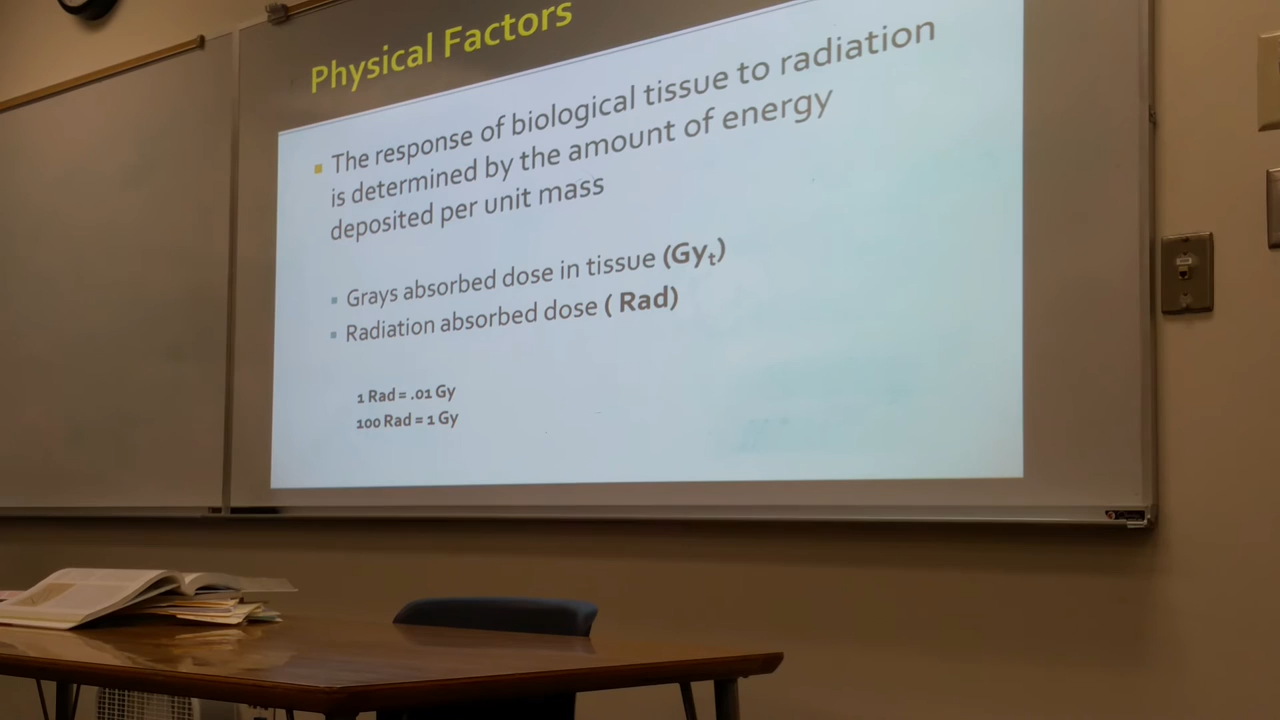 Physical Factors
The response of biological tissue to radiation
is determined by the amount of energy
deposited per unit mass
Grays absorbed dose in tissue (Gyt)
Radiation absorbed dose ( Rad)
1 Rad = .01 Gy
100 Rad = 1 Gy